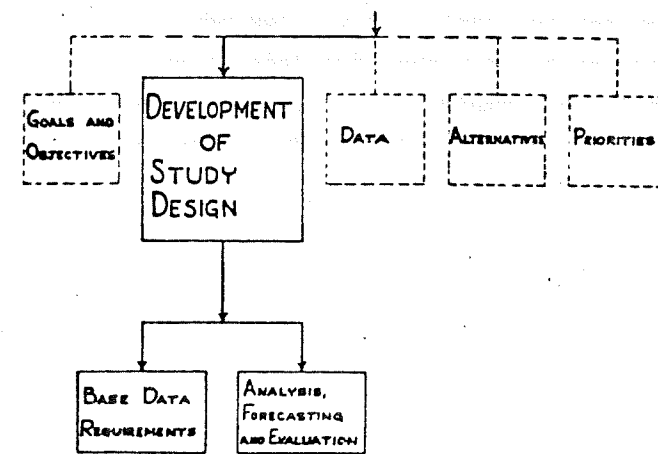 GOALS AND
OBJECTIVES
DEVELOPMENT
OF
STUDY
DESIGN
DATA
ALTERNATIVES
PRIORITIES
BASE DATA
REQUIREMENTS
ANALYSIS,
FORECASTING
AND EVALUATION